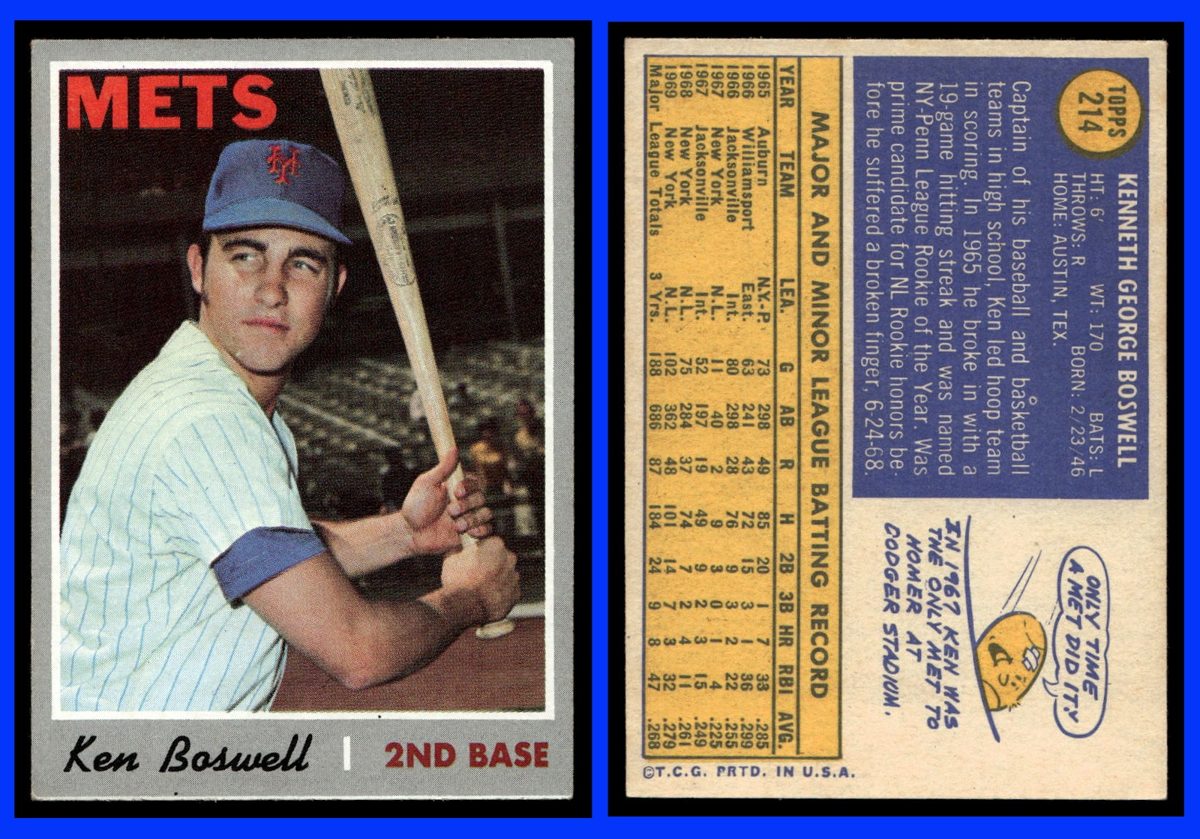 METS
Ken Boswell | 2ND BASE
TOPPS
214
KENNETH GEORGE BOSWELL
HT: 6' WT: 170 BATS: L
THROWS: R BORN: 2/23/46
HOME: AUSTIN, TEX.
Captain of his baseball and basketball
teams in high school, Ken led hoop team
in scoring. In 1965 he broke in with a
19-game hitting streak and was named
NY-Penn League Rookie of the Year. Was
prime candidate for NL Rookie honors be
fore he suffered a broken finger, 6-24-68.
ONLY TIME
A MET DID IT!
IN 1967 KEN WAS
THE ONLY MET TO
HOMER AT
DODGER STADIUM.
MAJOR AND MINOR LEAGUE BATTING RECORD
YEAR TEAM LEA. G AB R H 2B 3B HR RBI AVG.
1965 Auburn N.Y.-P. 73 298 49 85 20 1 7 33 .285
1966 Williamsport East. 63 241 43 72 15 3 2 36 .299
1966 Jacksonville Int. 80 298 28 76 3 1 2 22 .255
1967 New York N.L. 11 40 2 9 3 0 1 4 .225
1967 Jacksonville Int. 52 197 19 49 9 2 3 15 .249
1968 New York N.L. 75 284 37 74 7 2 4 11 .261
1969 New York N.L. 102 362 48 101 14 7 3 32 .279
Major League Totals 3 Yrs. 188 686 87 184 24 9 8 47 .268
©T.C.G. PRTD. IN U.S.A.